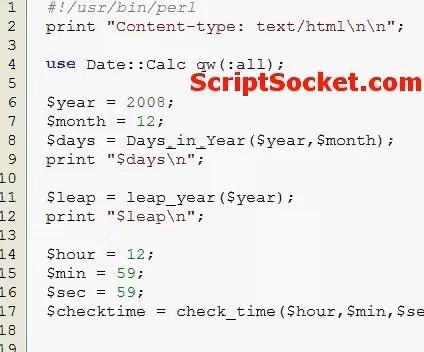 1 #!/usr/bin/perl
2 print "Content-type: text/html\n\n";
3
4 use Date::Calc qw(:all);
ScriptSocket.com
5
6 $year = 2008;
7 $month = 12;
8 $days = Days_in_Year($year,$month);
9 print "$days\n";
10
11 $leap = leap_year($year);
12 print "$leap\n";
13
14 $hour = 12;
15 $min = 59;
16 $sec = 59;
17 $checktime = check_time($hour,$min,$se
18
19